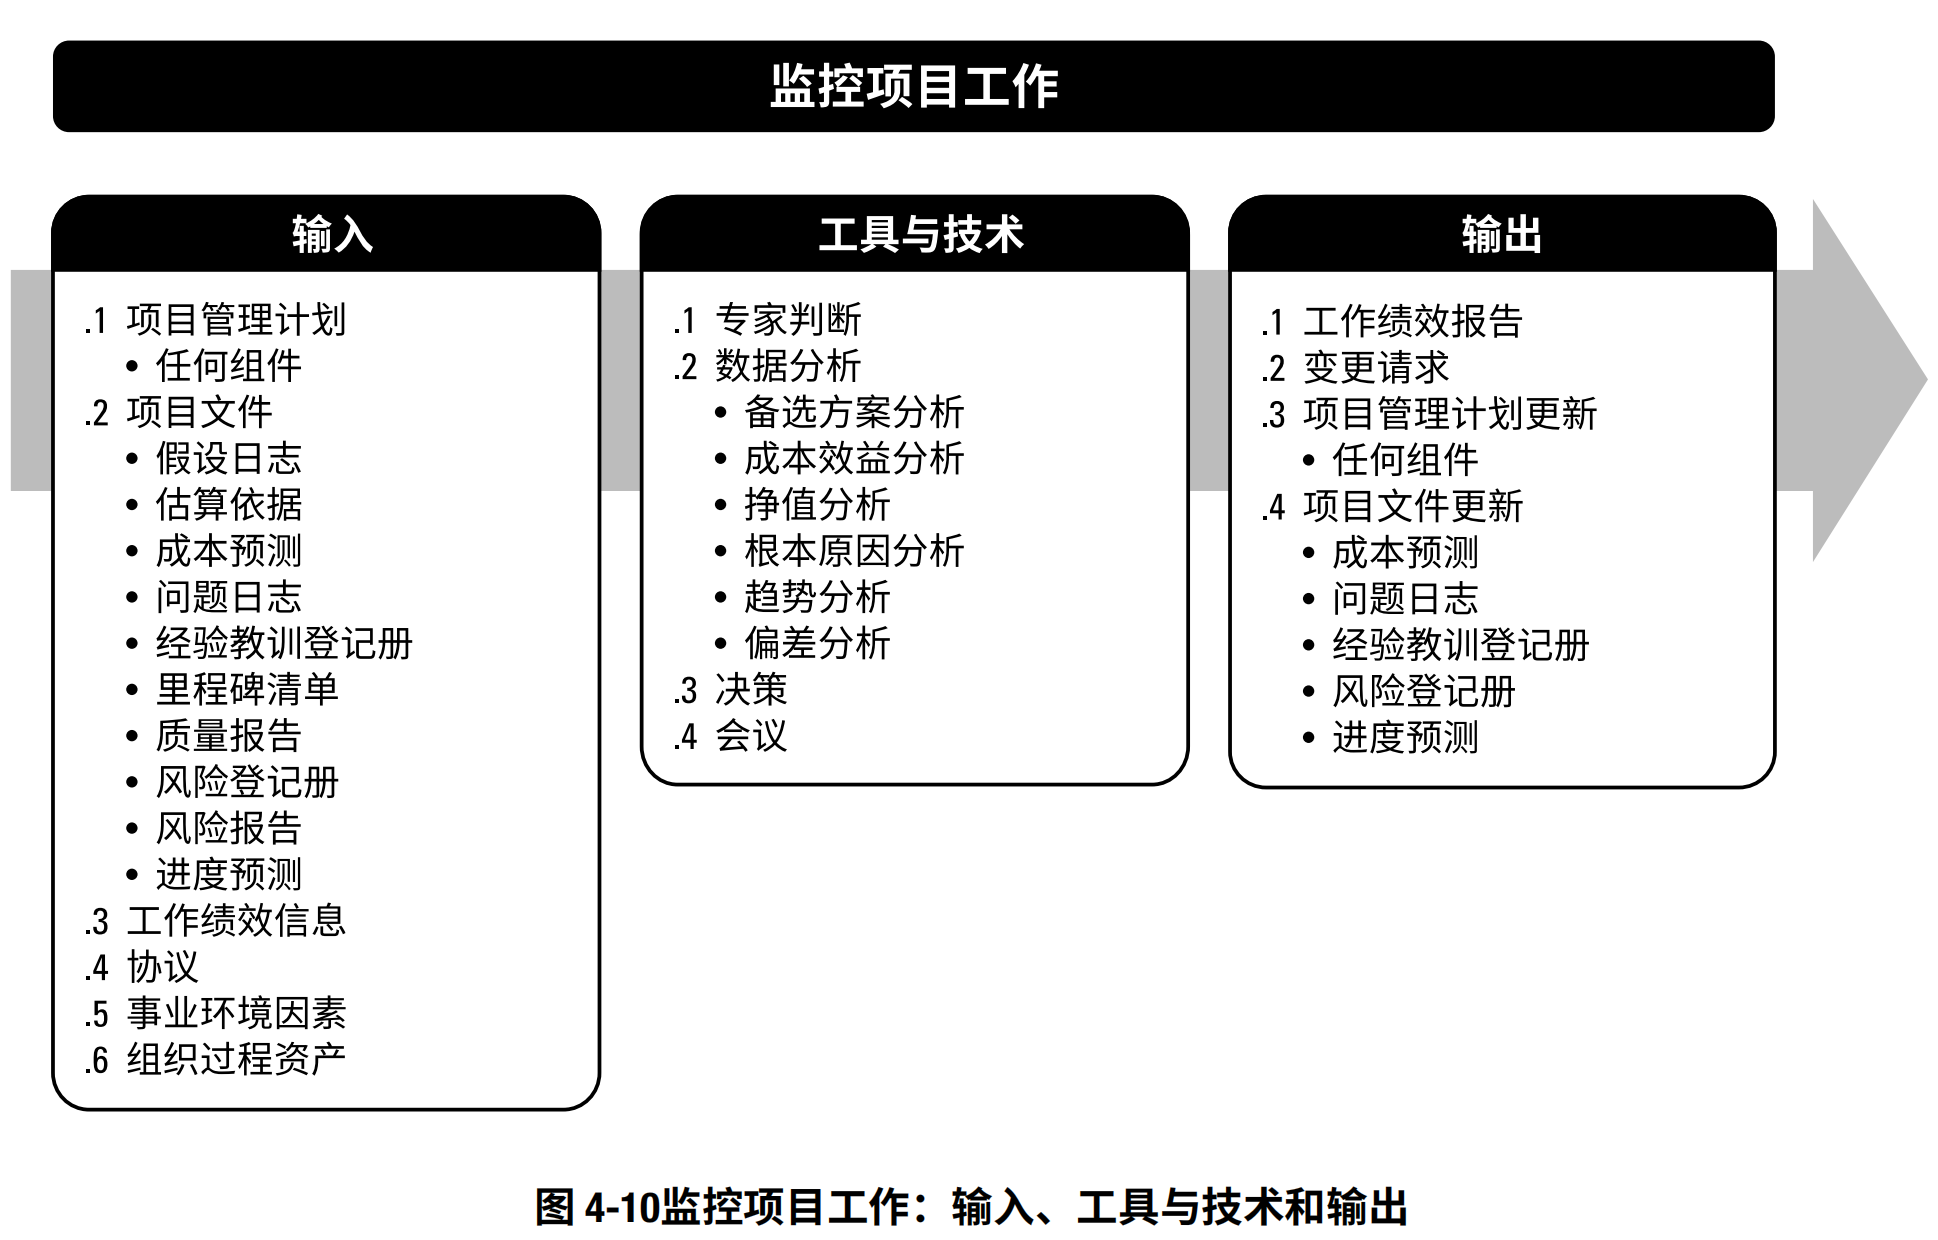 监控项目工作
输入
.1 项目管理计划
• 任何组件
.2 项目文件
• 假设日志
• 估算依据
• 成本预测
• 问题日志
• 经验教训登记册
• 里程碑清单
• 质量报告
• 风险登记册
• 风险报告
• 进度预测
.3 工作绩效信息
.4 协议
.5 事业环境因素
.6 组织过程资产
工具与技术
.1 专家判断
.2 数据分析
• 备选方案分析
• 成本效益分析
• 挣值分析
• 根本原因分析
• 趋势分析
• 偏差分析
.3 决策
.4 会议
输出
.1 工作绩效报告
.2 变更请求
.3 项目管理计划更新
• 任何组件
.4 项目文件更新
• 成本预测
• 问题日志
• 经验教训登记册
• 风险登记册
• 进度预测
图 4-10监控项目工作：输入、工具与技术和输出